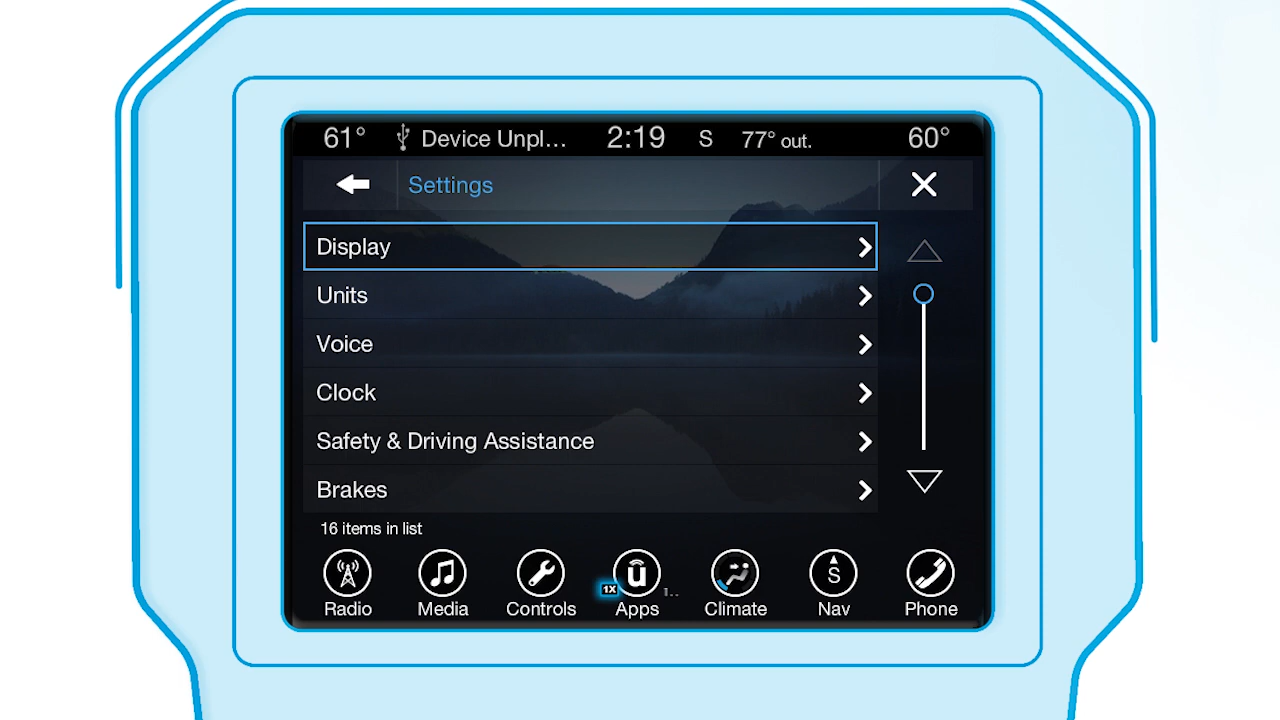 61° Device Unpl... 2:19 S 77° out. 60°
Settings
Display
Units
Voice
Clock
Safety & Driving Assistance
Brakes
16 items in list
1X u S
Radio Media Controls Apps Climate Nav Phone